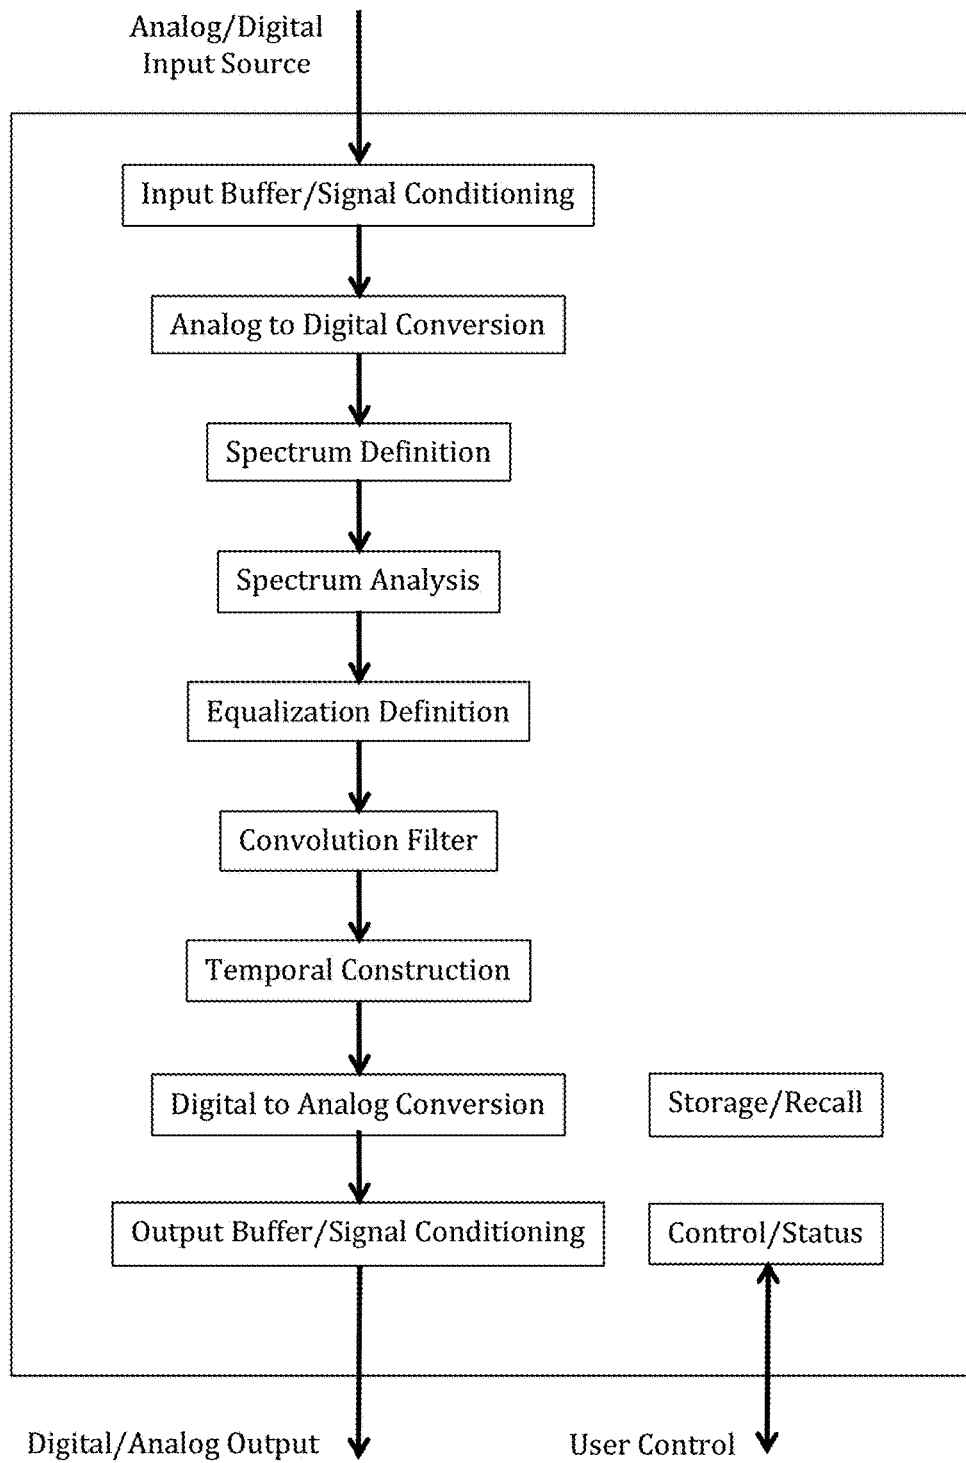 Analog/Digital
Input Source
Input Buffer/Signal Conditioning
Analog to Digital Conversion
Spectrum Definition
Spectrum Analysis
Equalization Definition
Convolution Filter
Temporal Construction
Digital to Analog Conversion
Storage/Recall
Output Buffer/Signal Conditioning
Control/Status
Digital/Analog Output
User Control